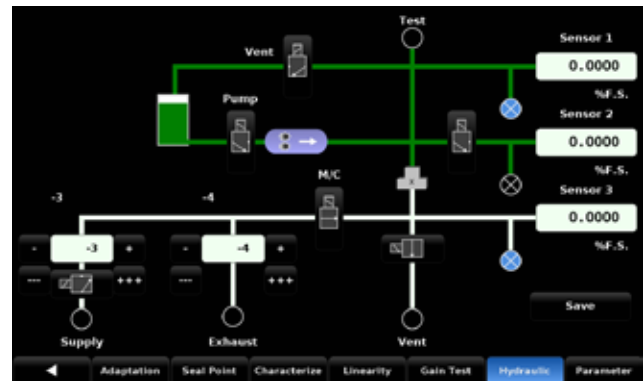 Test
Sensor 1
Vent
0.0000
%F.S.
Pump
Sensor 2
0.0000
%F.S.
M/C
Sensor 3
-3
-4
0.0000
- -3 +
- -4 +
%F.S.
--- +++
--- +++
Save
Supply
Exhaust
Vent
Adaptation
Seal Point
Characterize
Linearity
Gain Test
Hydraulic
Parameter